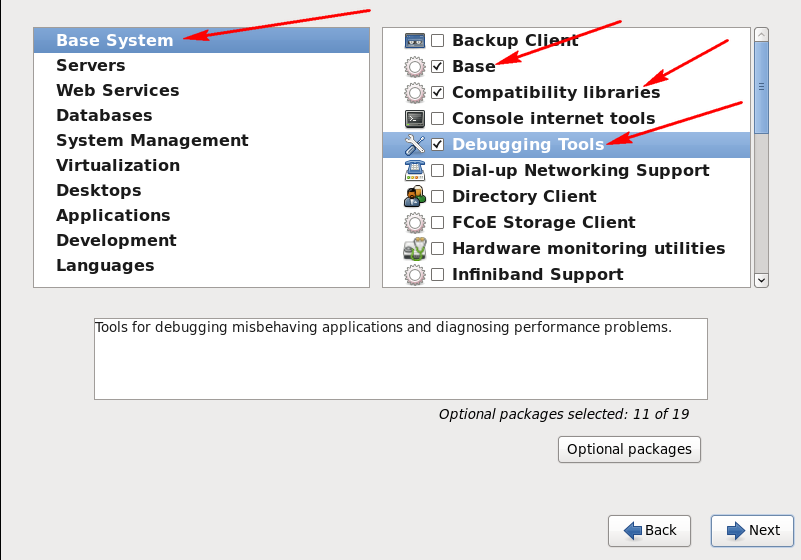 Base System
Servers
Web Services
Databases
System Management
Virtualization
Desktops
Applications
Development
Languages
Backup Client
Base
Compatibility libraries
Console internet tools
Debugging Tools
Dial-up Networking Support
Directory Client
FCoE Storage Client
Hardware monitoring utilities
Infiniband Support
Tools for debugging misbehaving applications and diagnosing performance problems.
Optional packages selected: 11 of 19
Optional packages
Back
Next